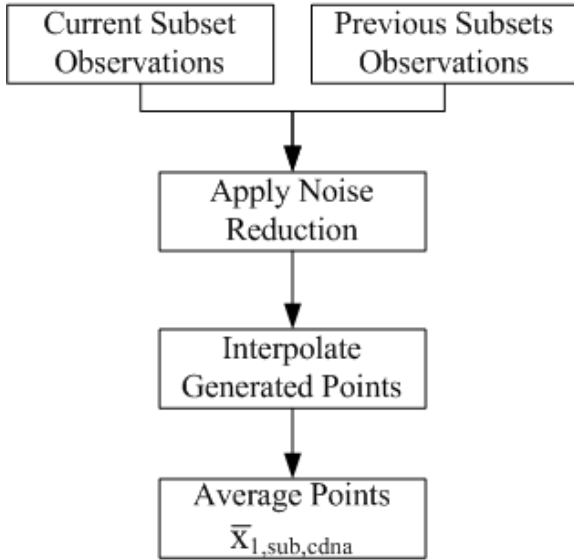 Current Subset
Observations
Previous Subsets
Observations
Apply Noise
Reduction
Interpolate
Generated Points
Average Points
x̅1,sub,cdna